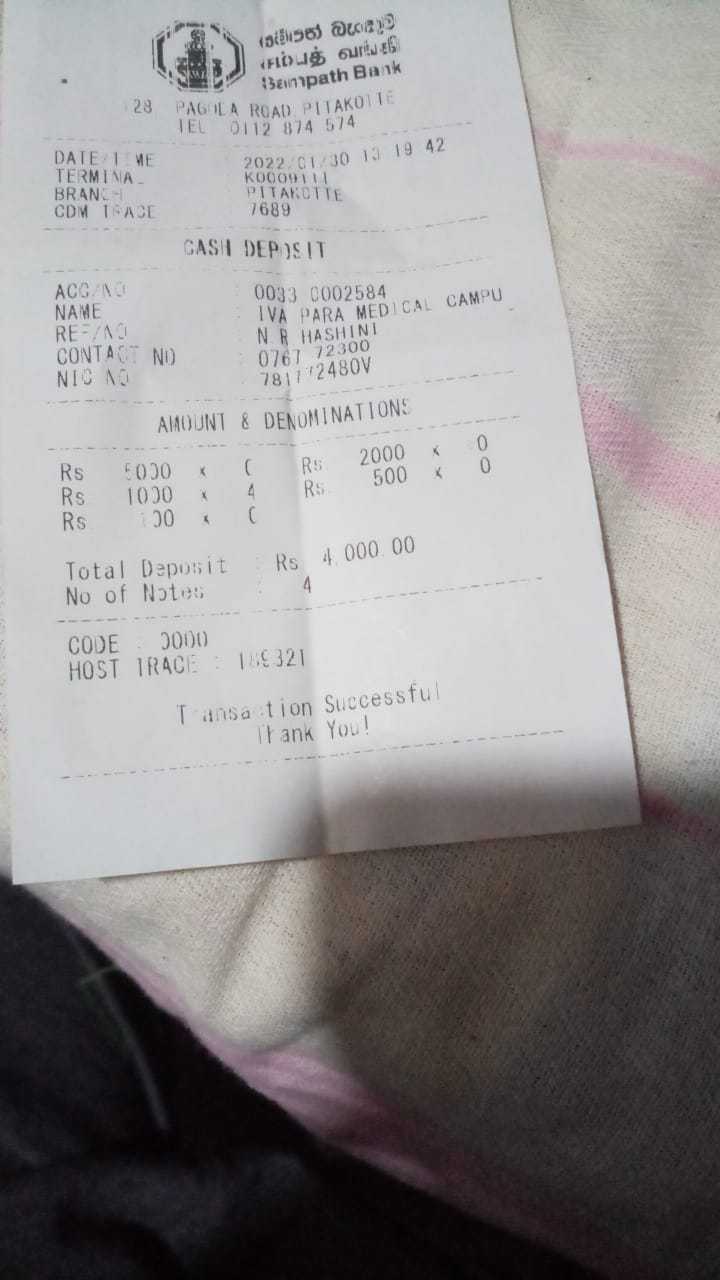 සම්පත් බැංකුව
சம்பத் வங்கி
Sampath Bank
128, PAGODA ROAD, PITAKOTTE
TEL 0112 874 574
DATE/TIME : 2022/01/30 13 19 42
TERMINAL : K0009111
BRANCH : PITAKOTTE
CDM TRACE : 7689
CASH DEPOSIT
ACC/NO : 0033 0002584
NAME : IVA PARA MEDICAL CAMPU
REF/NO : N R HASHINI
CONTACT NO : 0767 72300
NIC NO : 781772480V
AMOUNT & DENOMINATIONS
Rs 5000 x 0 Rs 2000 x 0
Rs 1000 x 4 Rs. 500 x 0
Rs 100 x 0
Total Deposit : Rs 4,000.00
No of Notes : 4
CODE : 0000
HOST TRACE : 189321
Transaction Successful
Thank You!